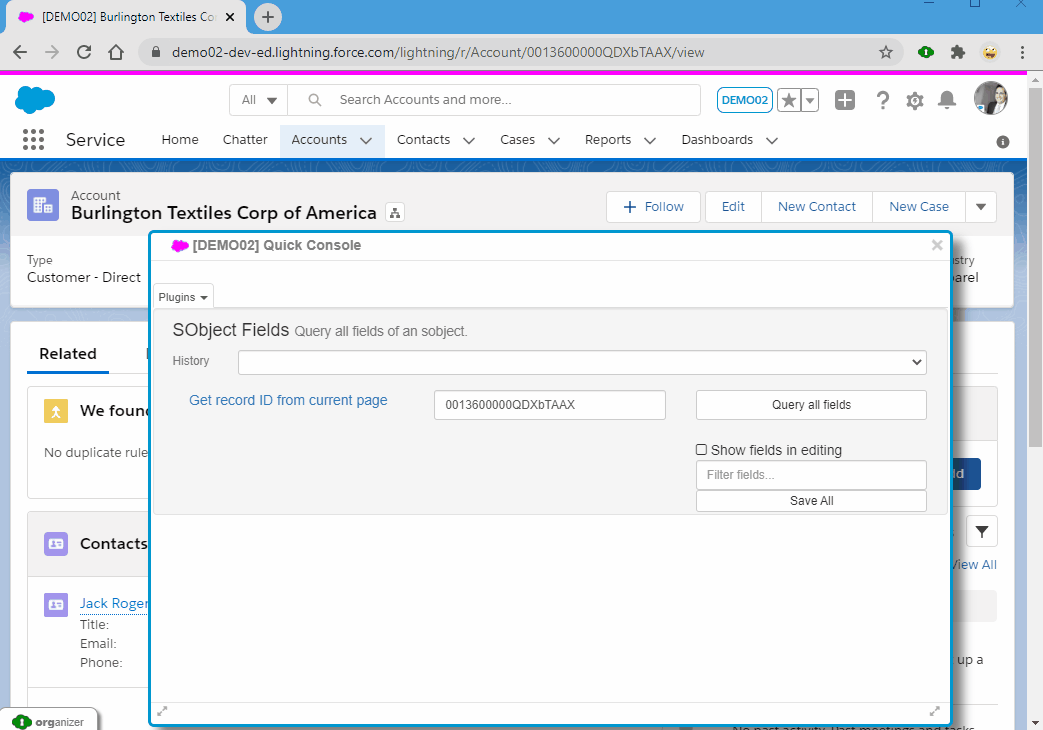 [DEMO02] Burlington Textiles Co
demo02-dev-ed.lightning.force.com/lightning/r/Account/0013600000QDXbTAAX/view
All
Search Accounts and more...
DEMO02
Service
Home
Chatter
Accounts
Contacts
Cases
Reports
Dashboards
Account
Burlington Textiles Corp of America
Follow
Edit
New Contact
New Case
Type
Customer - Direct
[DEMO02] Quick Console
Plugins
SObject Fields Query all fields of an sobject.
History
Get record ID from current page
0013600000QDXbTAAX
Query all fields
Show fields in editing
Filter fields...
Save All
Related
We found
No duplicate rule
Contacts
View All
Jack Roger
Title:
Email:
Phone:
up a
organizer
No past activity. Past meetings and tasks